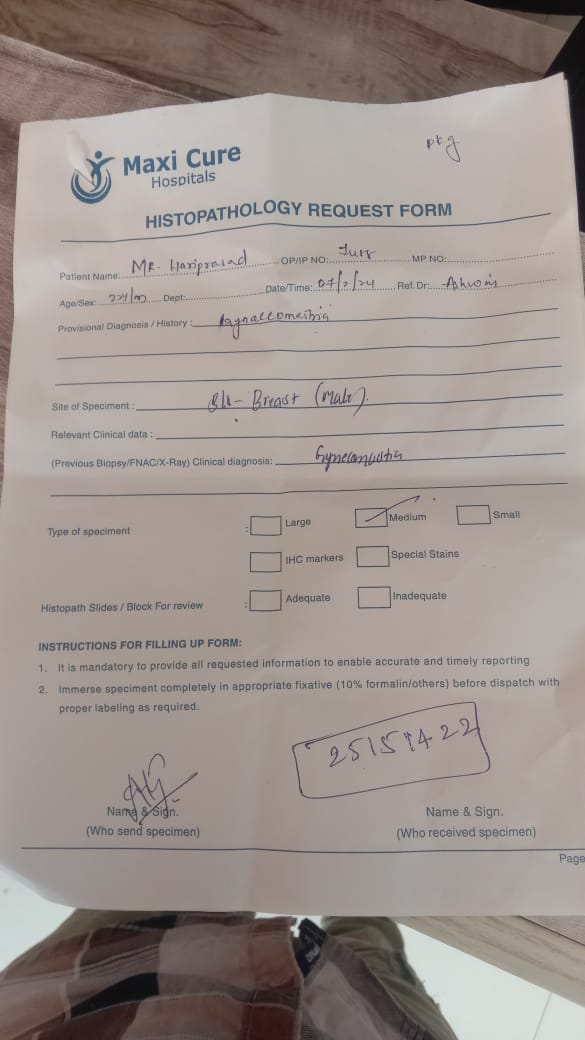 pkg
Maxi Cure
Hospitals
HISTOPATHOLOGY REQUEST FORM
Patient Name: MR. Hariprasad OP/IP NO: MP NO:
Age/Sex: Dept: Date/Time: Ref. Dr: Ashwin
Provisional Diagnosis / History :
Site of Speciment : B/L - Breast (Male).
Relevant Clinical data :
(Previous Biopsy/FNAC/X-Ray) Clinical diagnosis:
Type of speciment : Large Medium Small
IHC markers Special Stains
Histopath Slides / Block For review : Adequate Inadequate
INSTRUCTIONS FOR FILLING UP FORM:
1. It is mandatory to provide all requested information to enable accurate and timely reporting
2. Immerse speciment completely in appropriate fixative (10% formalin/others) before dispatch with
proper labeling as required.
25151422
Name & Sign. Name & Sign.
(Who send specimen) (Who received specimen)
Page